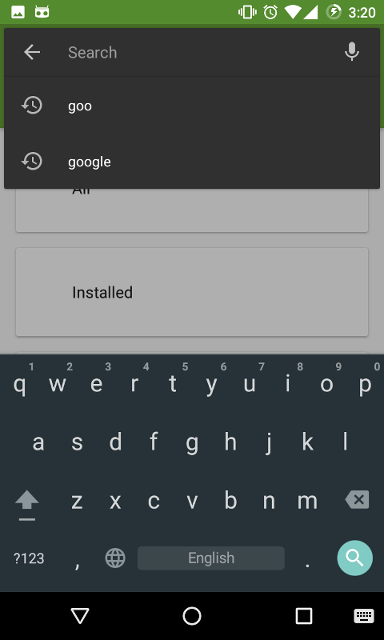 3:20
Search
goo
google
All
Installed
1 2 3 4 5 6 7 8 9 0
q w e r t y u i o p
a s d f g h j k l
z x c v b n m
?123 , English .